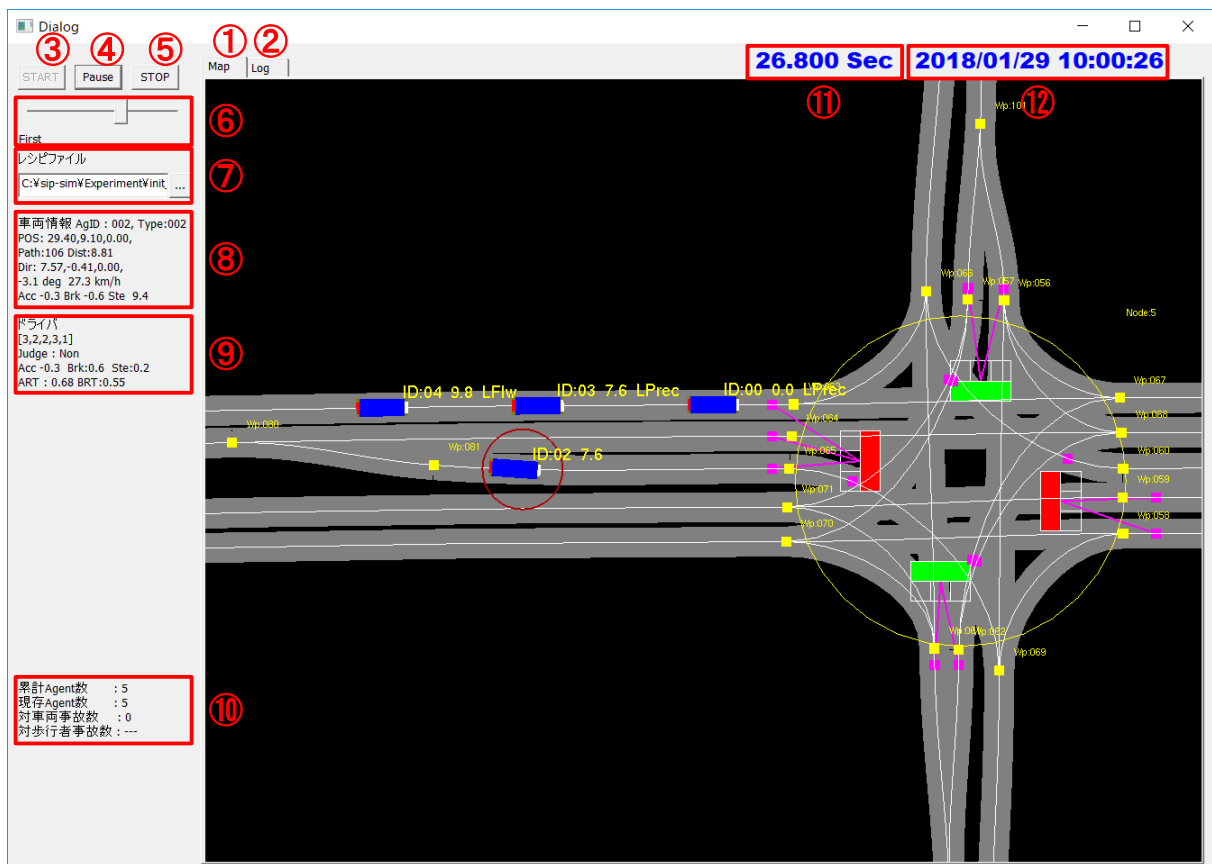 Dialog
③ ④ ⑤ ① ②
START Pause STOP Map Log 26.800 Sec 2018/01/29 10:00:26
⑥ ⑪ ⑫
First
レシピファイル
C:¥sip-sim¥Experiment¥init_ ...
⑦
車両情報 AgID : 002, Type:002
POS: 29.40,9.10,0.00,
Path:106 Dist:8.81
Dir: 7.57,-0.41,0.00,
-3.1 deg 27.3 km/h
Acc -0.3 Brk -0.6 Ste 9.4
⑧
ドライバ
[3,2,2,3,1]
Judge : Non
Acc -0.3 Brk:0.6 Ste:0.2
ART : 0.68 BRT:0.55
⑨
累計Agent数 : 5
現存Agent数 : 5
対車両事故数 : 0
対歩行者事故数 : ---
⑩
Wp:101
Wp:066 Wp:057 Wp:056
Node:5
Wp:067
ID:04 9.8 LFlw ID:03 7.6 LPrec ID:00 0.0 LPrec
Wp:064 Wp:068
Wp:080
Wp:081 ID:02 7.6 Wp:065 Wp:060
Wp:071 Wp:059
Wp:070 Wp:058
Wp:062
Wp:069